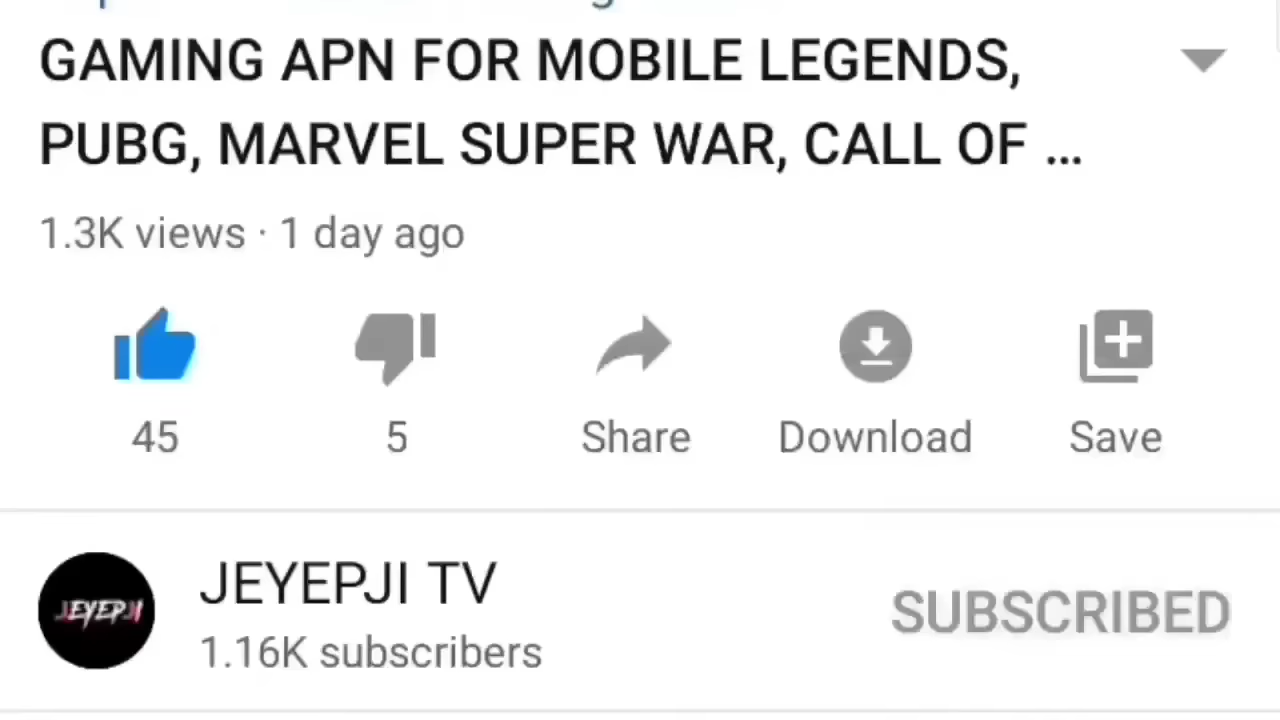 GAMING APN FOR MOBILE LEGENDS,
PUBG, MARVEL SUPER WAR, CALL OF ...
1.3K views · 1 day ago
45 5 Share Download Save
JEYEPJI
JEYEPJI TV
SUBSCRIBED
1.16K subscribers